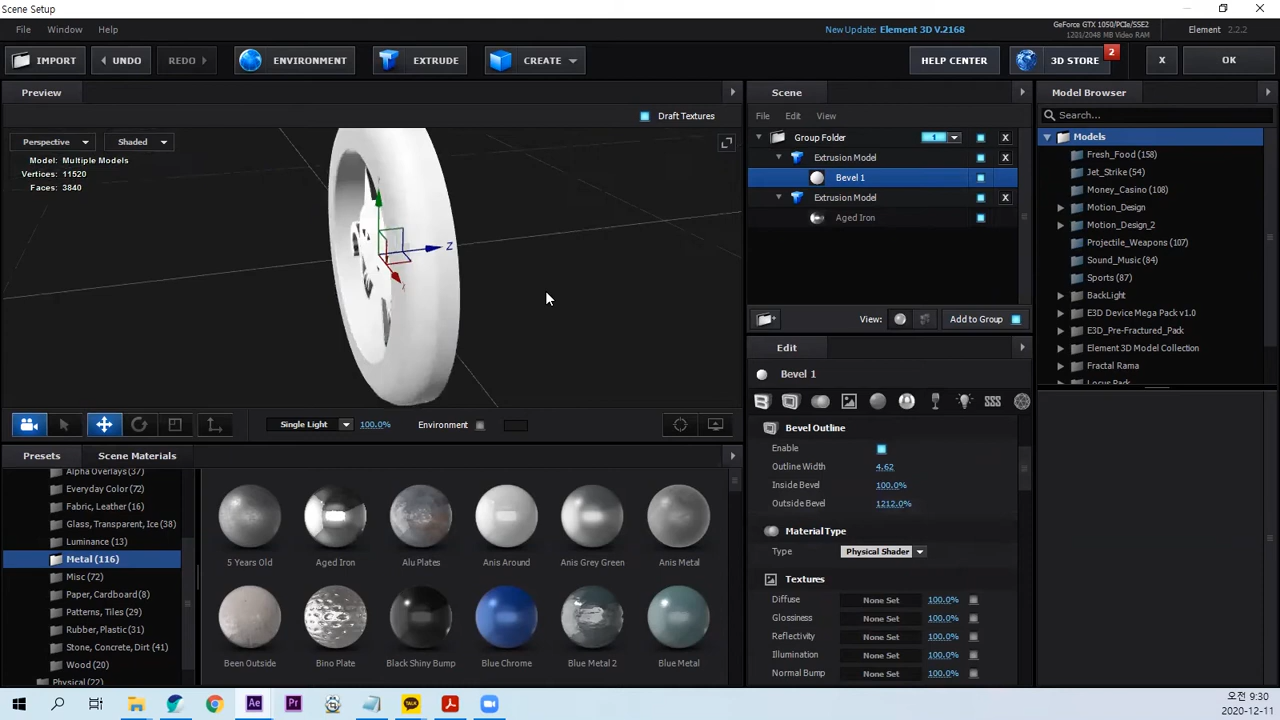 Scene Setup
File Window Help
New Update: Element 3D V.2168
GeForce GTX 1050/PCIe/SSE2
1201/2048 MB Video RAM
Element 2.2.2
IMPORT UNDO REDO ENVIRONMENT EXTRUDE CREATE HELP CENTER 3D STORE 2 X OK
Preview
Draft Textures
Perspective Shaded
Model: Multiple Models
Vertices: 11520
Faces: 3840
Z
Single Light 100.0% Environment
Scene
File Edit View
Group Folder 1 X
Extrusion Model X
Bevel 1
Extrusion Model X
Aged Iron
View: Add to Group
Model Browser
Search...
Models
Fresh_Food (158)
Jet_Strike (54)
Money_Casino (108)
Motion_Design
Motion_Design_2
Projectile_Weapons (107)
Sound_Music (84)
Sports (87)
BackLight
E3D Device Mega Pack v1.0
E3D_Pre-Fractured_Pack
Element 3D Model Collection
Fractal Rama
Locus Pack
Edit
Bevel 1
Bevel Outline
Enable
Outline Width 4.62
Inside Bevel 100.0%
Outside Bevel 1212.0%
Material Type
Type Physical Shader
Textures
Diffuse None Set 100.0%
Glossiness None Set 100.0%
Reflectivity None Set 100.0%
Illumination None Set 100.0%
Normal Bump None Set 100.0%
Presets Scene Materials
Alpha Overlays (37)
Everyday Color (72)
Fabric, Leather (16)
Glass, Transparent, Ice (38)
Luminance (13)
Metal (116)
Misc (72)
Paper, Cardboard (8)
Patterns, Tiles (29)
Rubber, Plastic (31)
Stone, Concrete, Dirt (41)
Wood (20)
Physical (22)
5 Years Old Aged Iron Alu Plates Anis Around Anis Grey Green Anis Metal
Been Outside Bino Plate Black Shiny Bump Blue Chrome Blue Metal 2 Blue Metal
Ae Pr TALK
오전 9:30
2020-12-11